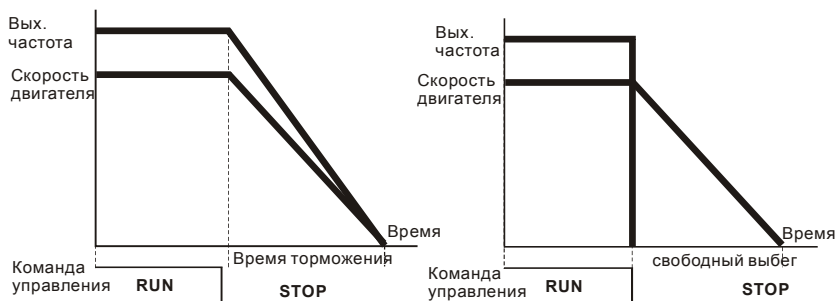 Вых.
частота
Скорость
двигателя
Время
Время торможения
Команда
управления
RUN
STOP
Вых.
частота
Скорость
двигателя
Время
свободный выбег
Команда
управления
RUN
STOP